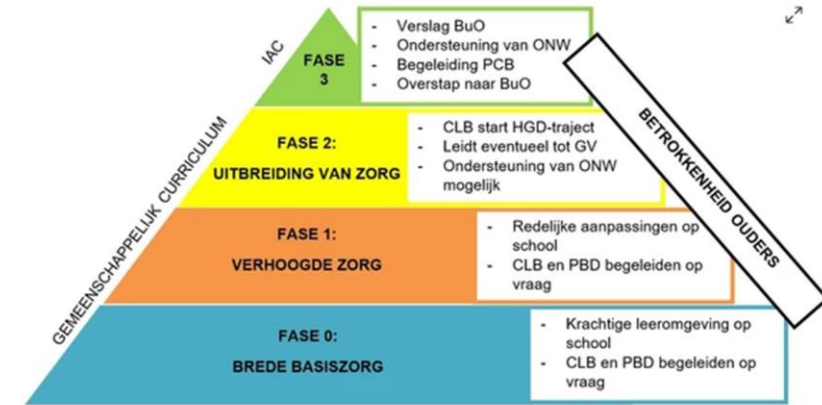 IAC
FASE
3
- Verslag BuO
- Ondersteuning van ONW
- Begeleiding PCB
- Overstap naar BuO
FASE 2:
UITBREIDING VAN ZORG
- CLB start HGD-traject
- Leidt eventueel tot GV
- Ondersteuning van ONW
mogelijk
FASE 1:
VERHOOGDE ZORG
- Redelijke aanpassingen op
school
- CLB en PBD begeleiden op
vraag
FASE 0:
BREDE BASISZORG
- Krachtige leeromgeving op
school
- CLB en PBD begeleiden op
vraag
GEMEENSCHAPPELIJK CURRICULUM
BETROKKENHEID OUDERS